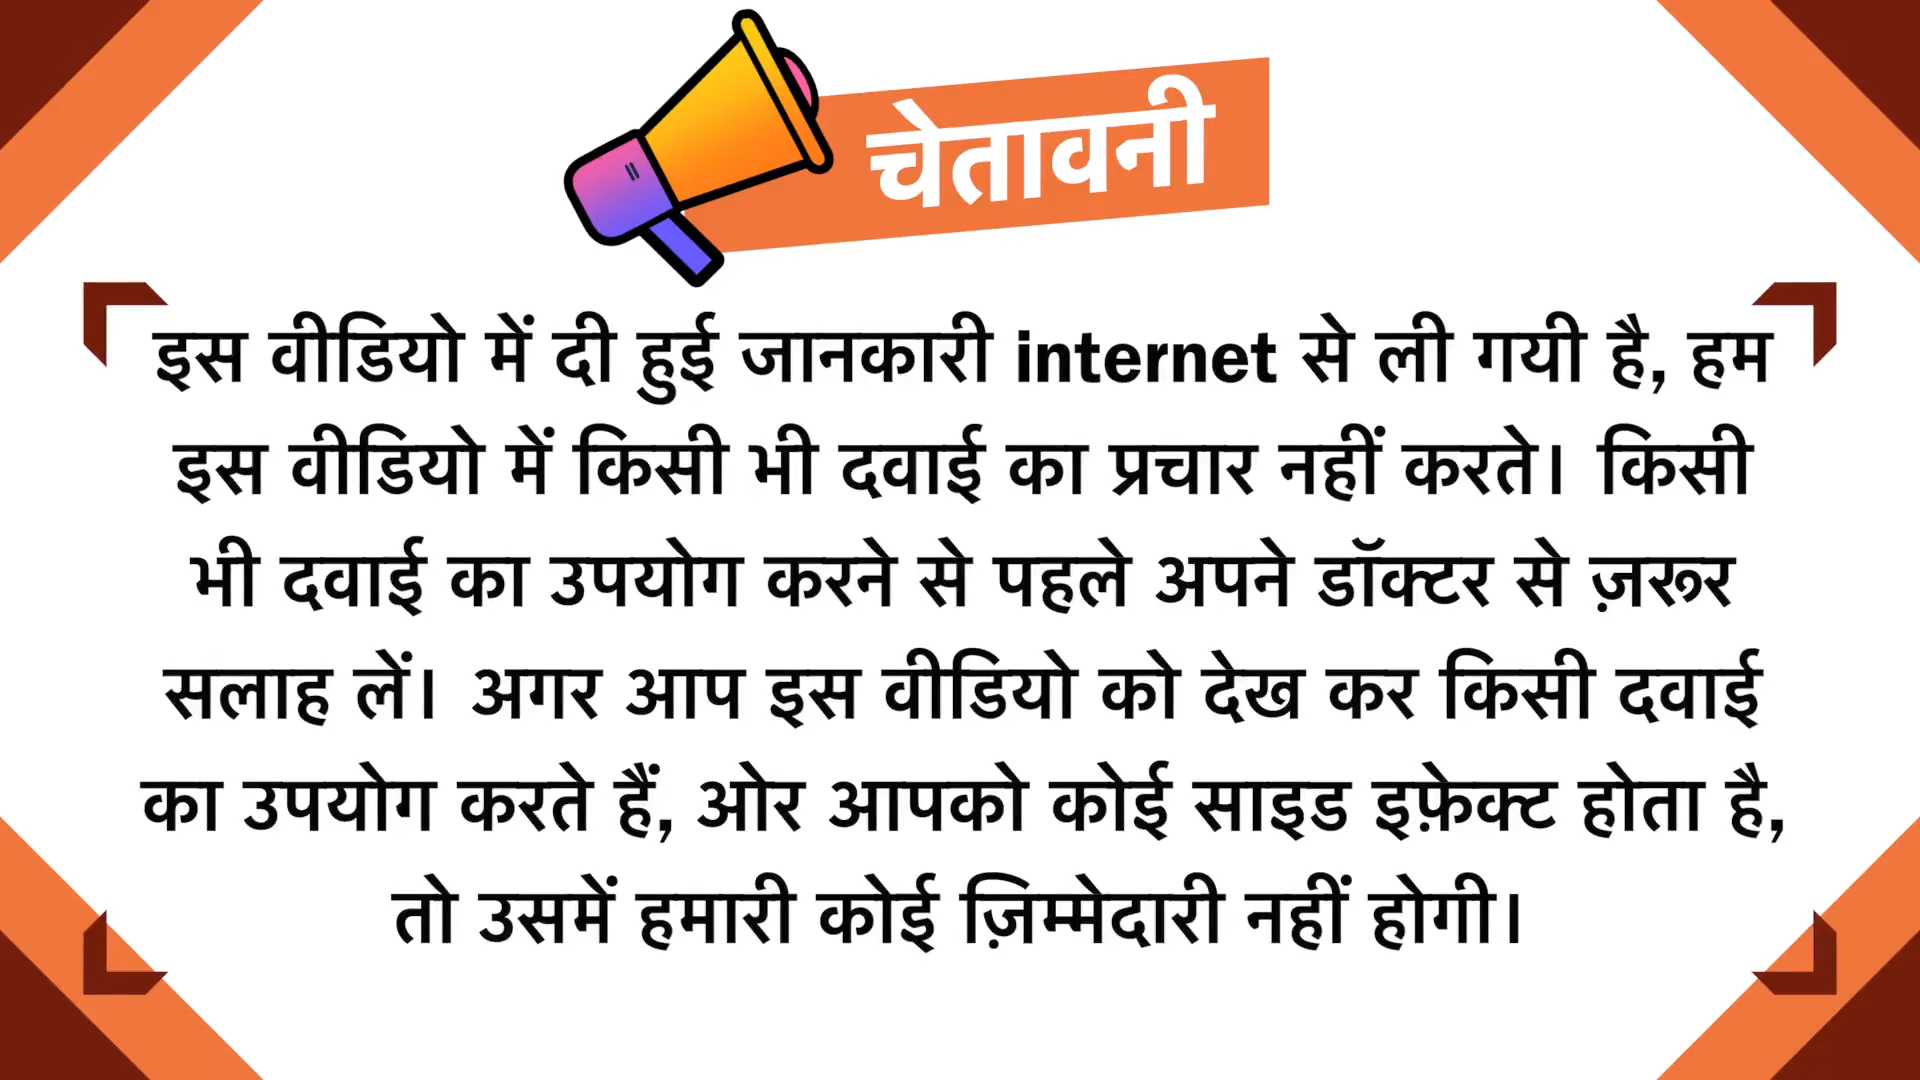 चेतावनी
इस वीडियो में दी हुई जानकारी internet से ली गयी है, हम
इस वीडियो में किसी भी दवाई का प्रचार नहीं करते। किसी
भी दवाई का उपयोग करने से पहले अपने डॉक्टर से ज़रूर
सलाह लें। अगर आप इस वीडियो को देख कर किसी दवाई
का उपयोग करते हैं, ओर आपको कोई साइड इफ़ेक्ट होता है,
तो उसमें हमारी कोई ज़िम्मेदारी नहीं होगी।